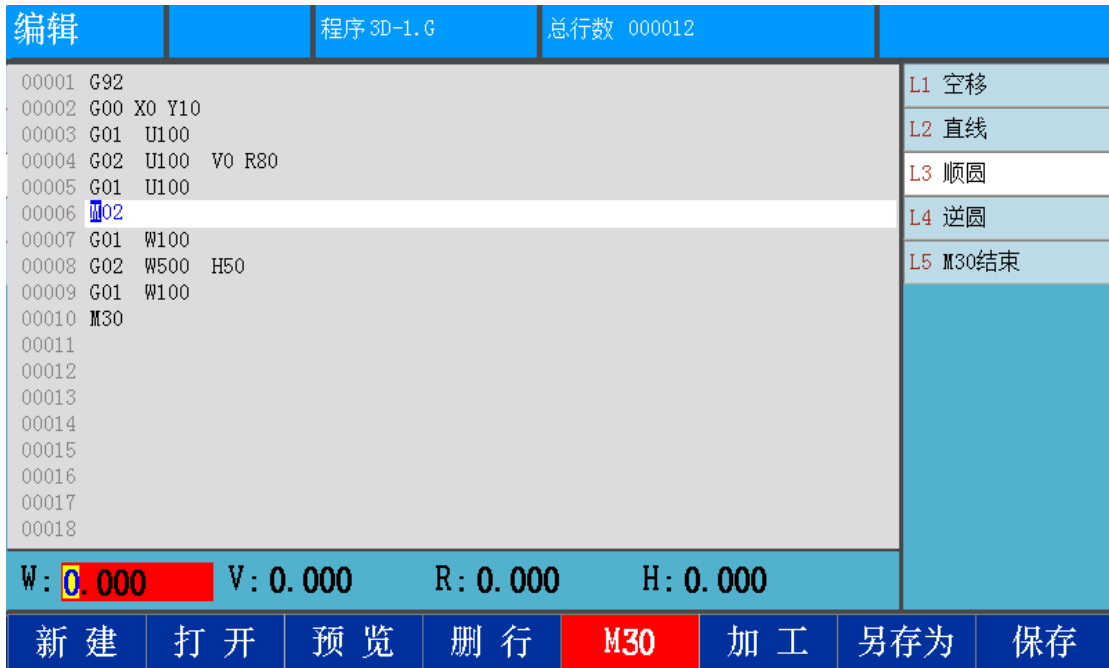 编辑 程序 3D-1.G 总行数 000012
00001 G92
00002 G00 X0 Y10
00003 G01 U100
00004 G02 U100 V0 R80
00005 G01 U100
00006 M02
00007 G01 W100
00008 G02 W500 H50
00009 G01 W100
00010 M30
00011
00012
00013
00014
00015
00016
00017
00018
L1 空移
L2 直线
L3 顺圆
L4 逆圆
L5 M30结束
W:0.000 V:0.000 R:0.000 H:0.000
新建 打开 预览 删行 M30 加工 另存为 保存